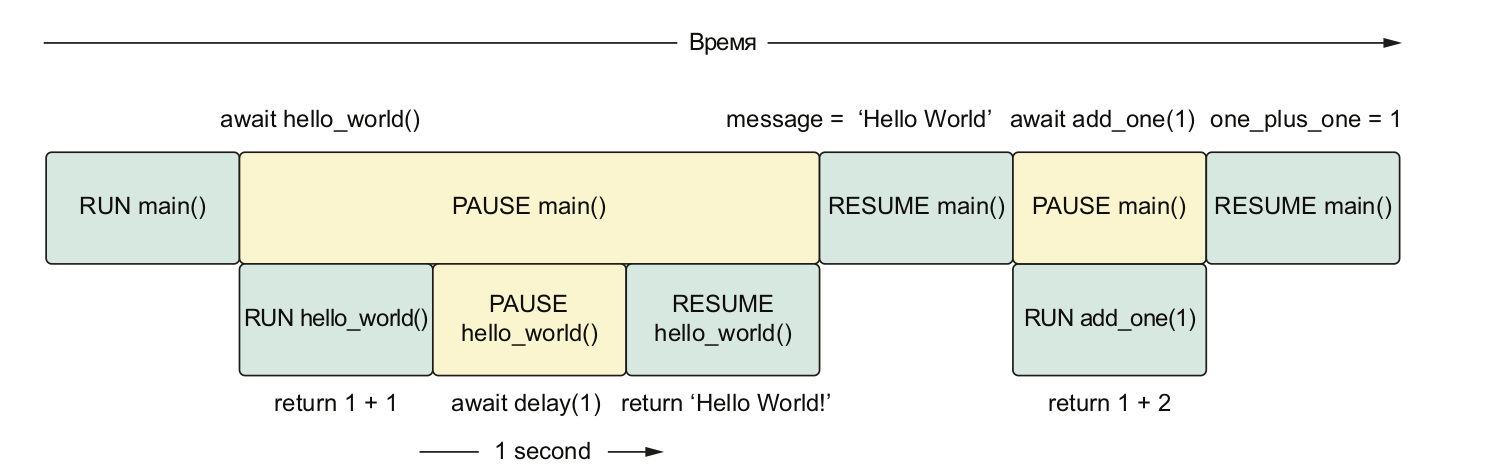 Время
await hello_world()
message = ‘Hello World’
await add_one(1)
one_plus_one = 1
RUN main()
PAUSE main()
RESUME main()
PAUSE main()
RESUME main()
RUN hello_world()
PAUSE
hello_world()
RESUME
hello_world()
RUN add_one(1)
return 1 + 1
await delay(1)
return ‘Hello World!’
return 1 + 2
1 second